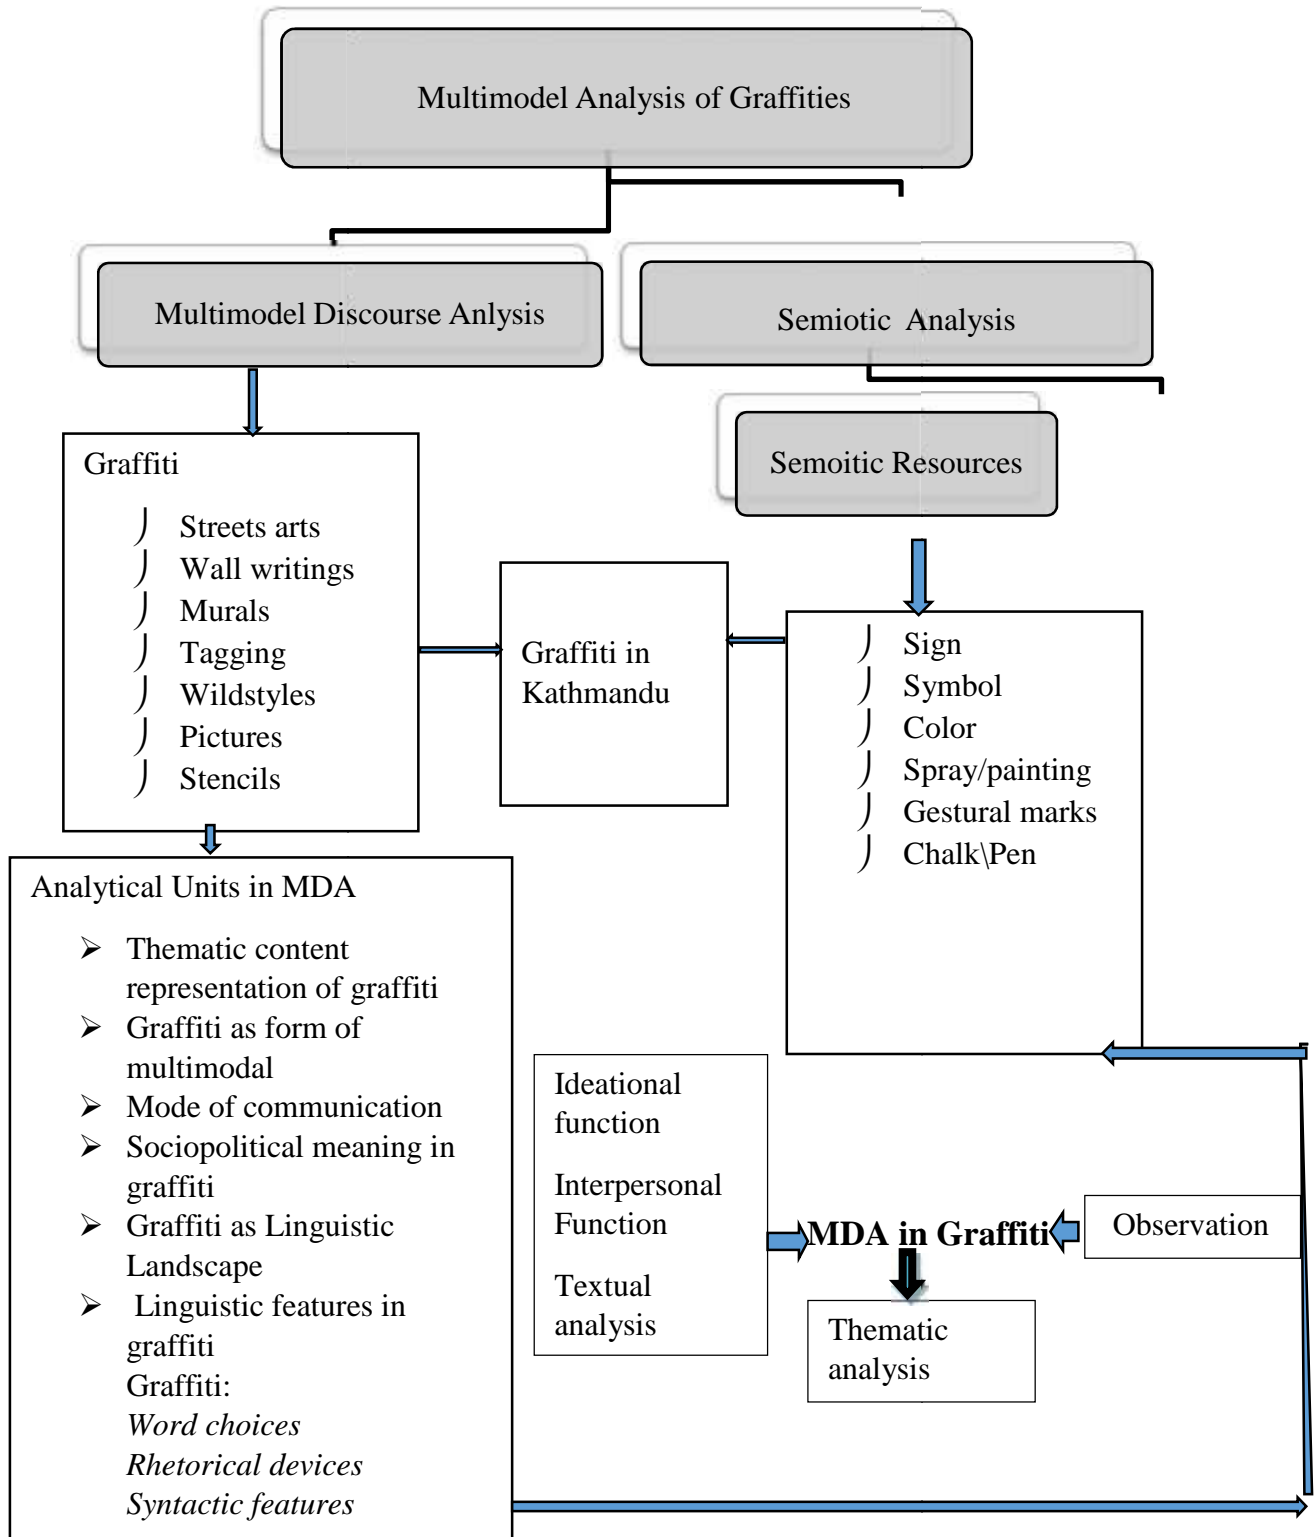 Multimodel Analysis of Graffities
Multimodel Discourse Anlysis
Semiotic Analysis
Semoitic Resources
Graffiti
Streets arts
Wall writings
Murals
Tagging
Wildstyles
Pictures
Stencils
Graffiti in
Kathmandu
Sign
Symbol
Color
Spray/painting
Gestural marks
Chalk\Pen
Analytical Units in MDA
➢ Thematic content
representation of graffiti
➢ Graffiti as form of
multimodal
➢ Mode of communication
➢ Sociopolitical meaning in
graffiti
➢ Graffiti as Linguistic
Landscape
➢ Linguistic features in
graffiti
Graffiti:
Word choices
Rhetorical devices
Syntactic features
Ideational
function
Interpersonal
Function
Textual
analysis
MDA in Graffiti
Observation
Thematic
analysis